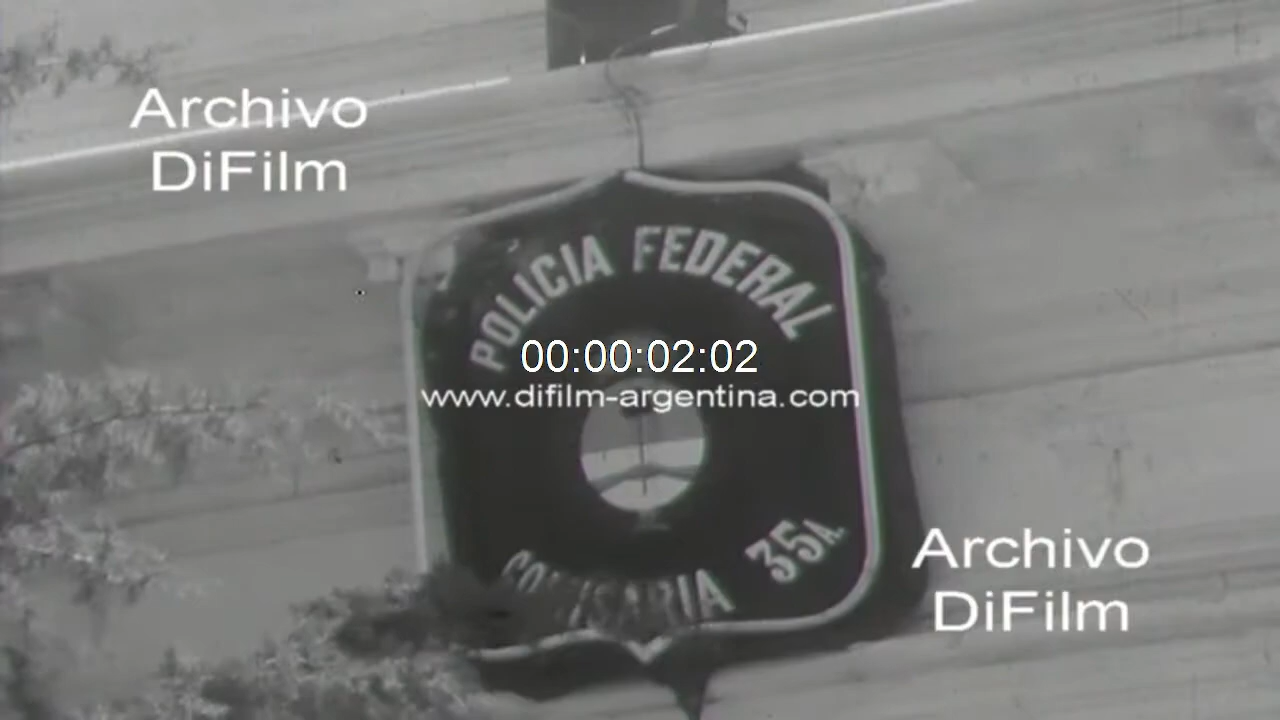 Archivo
DiFilm
POLICIA FEDERAL
00:00:02:02
www.difilm-argentina.com
COMISARIA 35A
Archivo
DiFilm